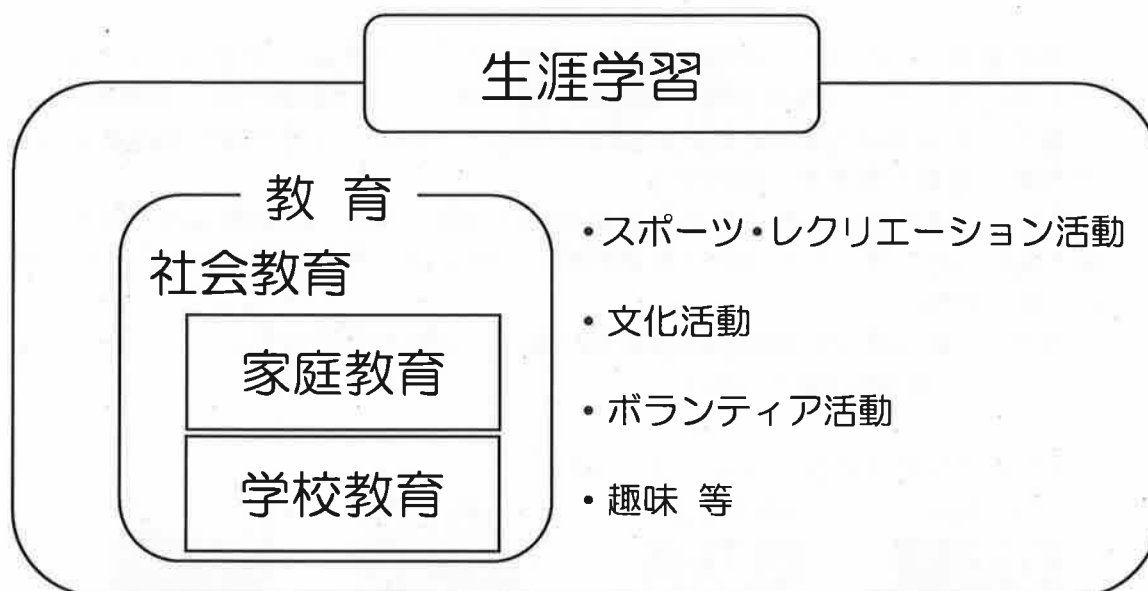 生涯学習
教 育
社会教育
家庭教育
学校教育
・スポーツ・レクリエーション活動
・文化活動
・ボランティア活動
・趣味 等